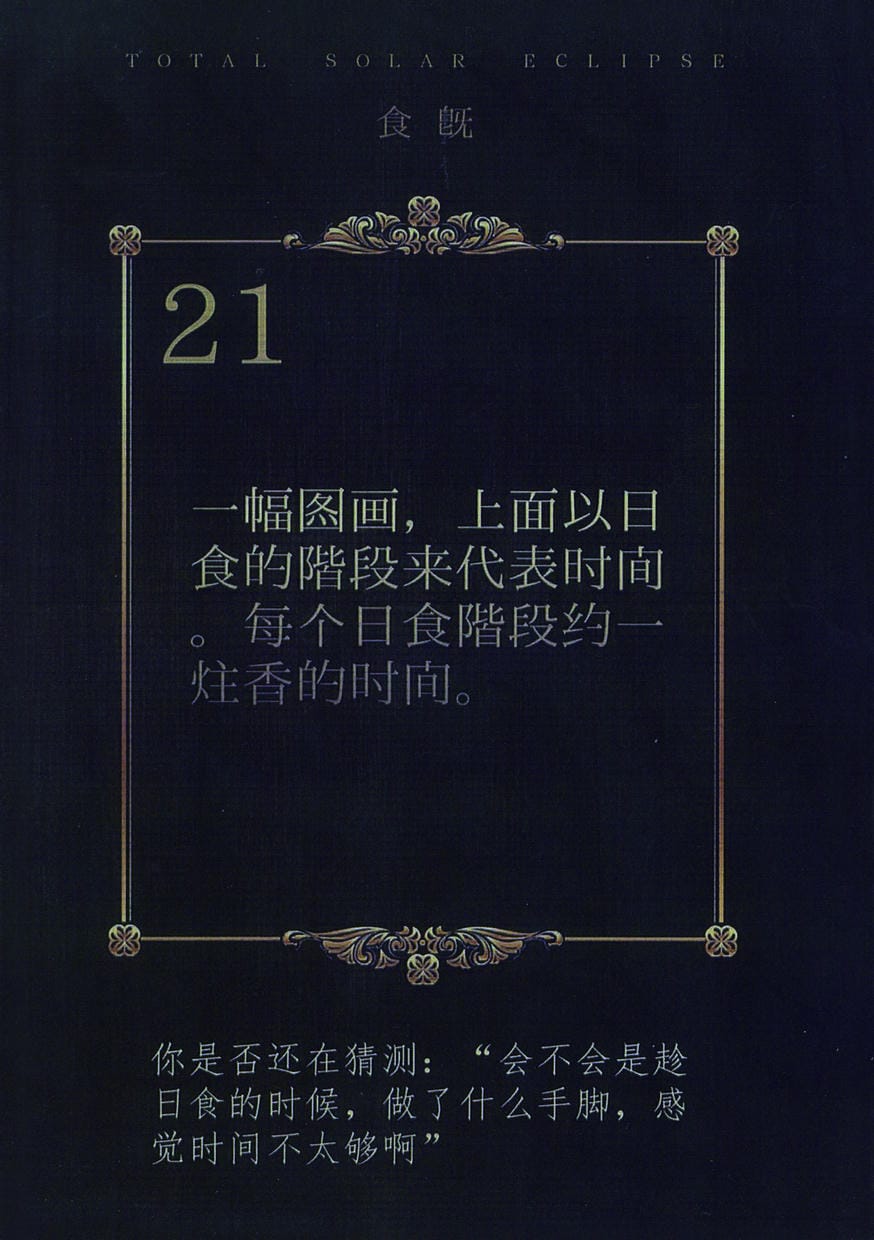 TOTAL SOLAR ECLIPSE
食既
21
一幅图画，上面以日
食的階段来代表时间
。每个日食階段约一
炷香的时间。
你是否还在猜测：“会不会是趁
日食的时候，做了什么手脚，感
觉时间不太够啊”